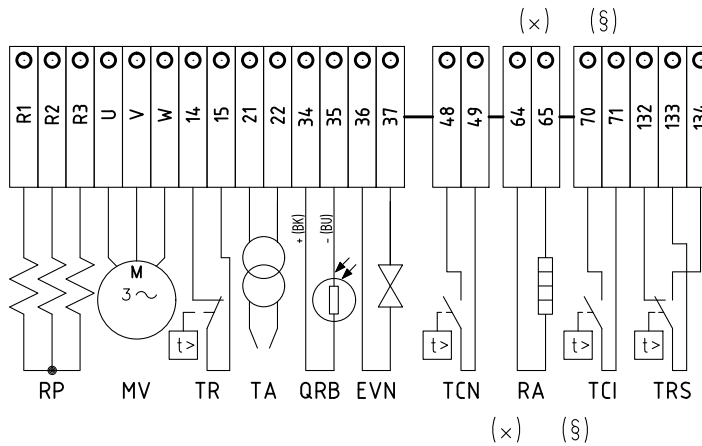 (×) (§)
R1 R2 R3 U V W 14 15 21 22 34 35 36 37 48 49 64 65 70 71 132 133 134
+ (BK) - (BU)
M
3~
t> t> t> t>
RP MV TR TA QRB EVN TCN RA TCI TRS
(×) (§)